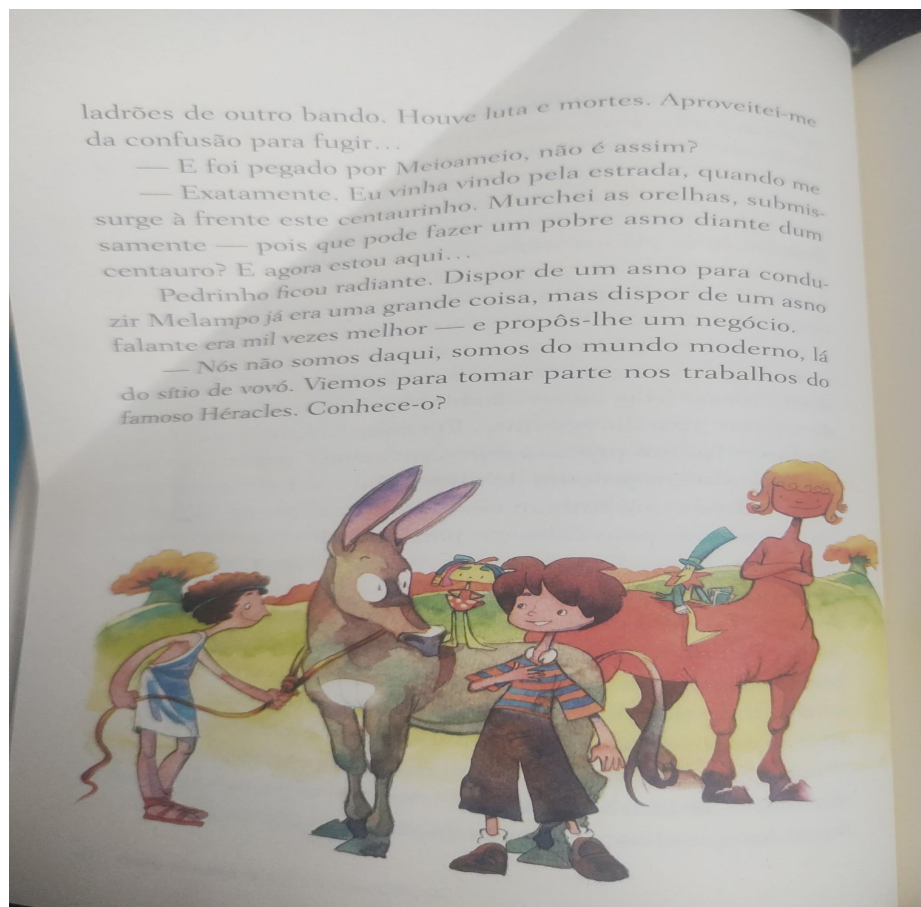 ladrões de outro bando. Houve luta e mortes. Aproveitei-me
da confusão para fugir...
— E foi pegado por Meioameio, não é assim?
— Exatamente. Eu vinha vindo pela estrada, quando me
surge à frente este centaurinho. Murchei as orelhas, submis-
samente — pois que pode fazer um pobre asno diante dum
centauro? E agora estou aqui...
Pedrinho ficou radiante. Dispor de um asno para condu-
zir Melampo já era uma grande coisa, mas dispor de um asno
falante era mil vezes melhor — e propôs-lhe um negócio.
— Nós não somos daqui, somos do mundo moderno, lá
do sítio de vovó. Viemos para tomar parte nos trabalhos do
famoso Héracles. Conhece-o?